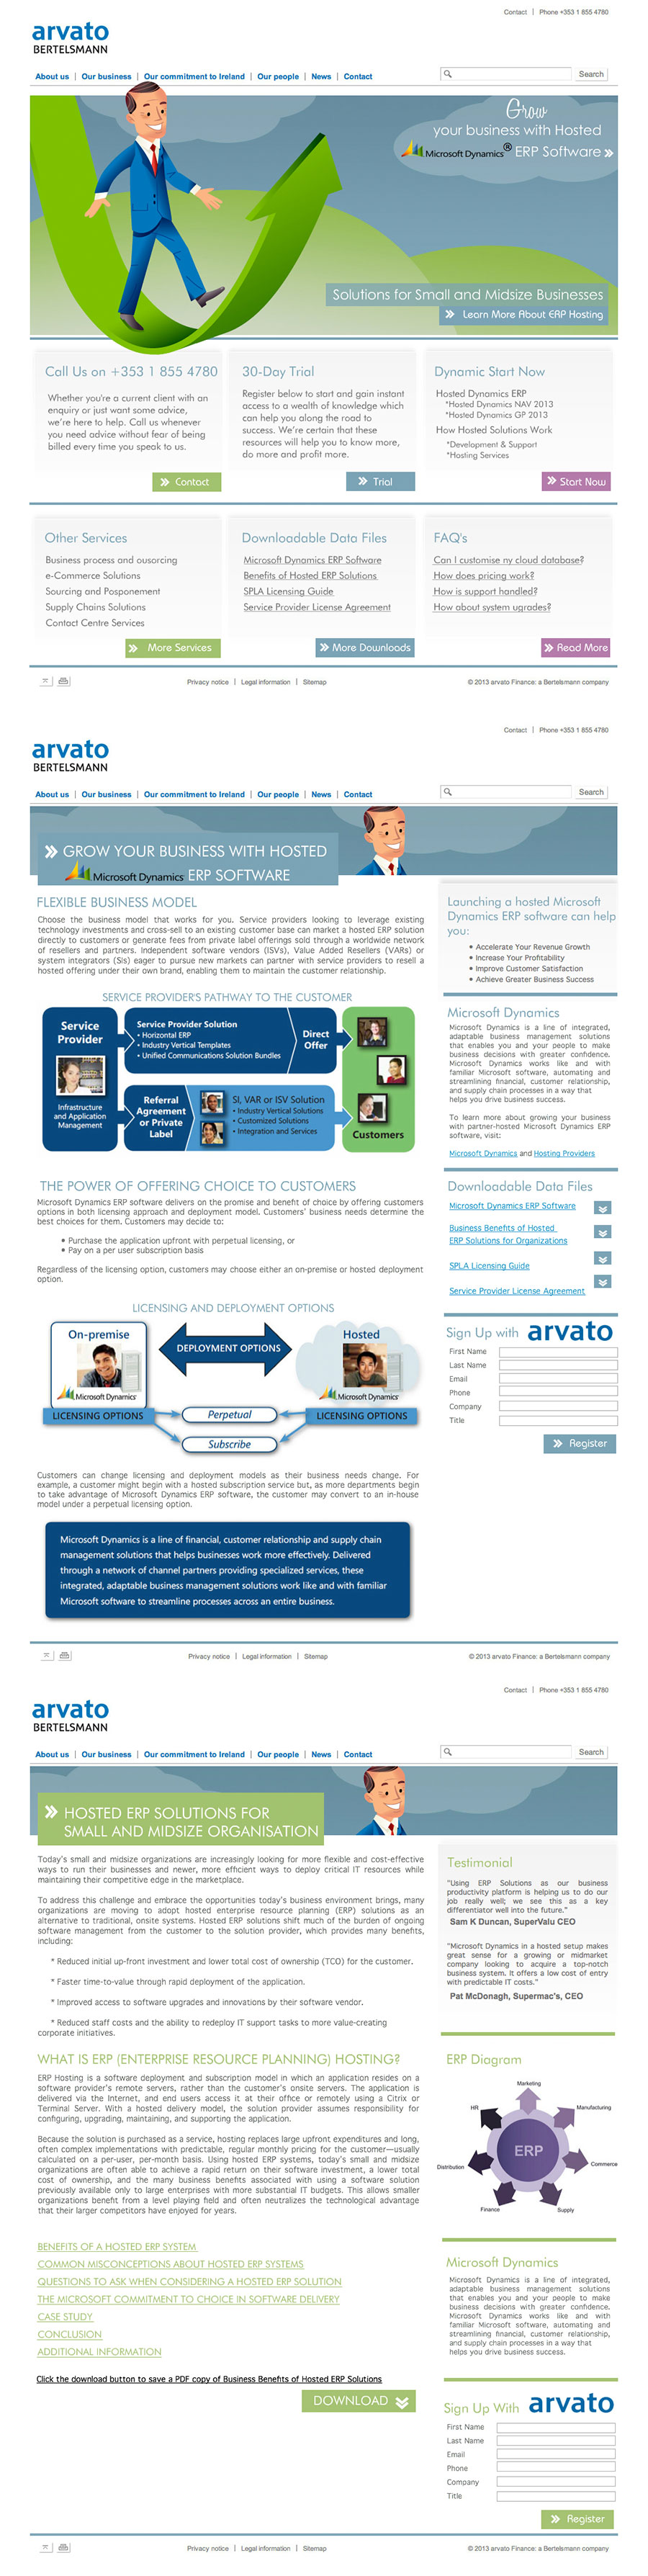 Contact | Phone +353 1 855 4780
arvato
BERTELSMANN
About us | Our business | Our commitment to Ireland | Our people | News | Contact
Search
Grow
your business with Hosted
Microsoft Dynamics® ERP Software
Solutions for Small and Midsize Businesses
Learn More About ERP Hosting
Call Us on +353 1 855 4780
Whether you're a current client with an
enquiry or just want some advice,
we're here to help. Call us whenever
you need advice without fear of being
billed every time you speak to us.
Contact
30-Day Trial
Register below to start and gain instant
access to a wealth of knowledge which
can help you along the road to
success. We're certain that these
resources will help you to know more,
do more and profit more.
Trial
Dynamic Start Now
Hosted Dynamics ERP
*Hosted Dynamics NAV 2013
*Hosted Dynamics GP 2013
How Hosted Solutions Work
*Development & Support
*Hosting Services
Start Now
Other Services
Business process and ousorcing
e-Commerce Solutions
Sourcing and Posponement
Supply Chains Solutions
Contact Centre Services
More Services
Downloadable Data Files
Microsoft Dynamics ERP Software
Benefits of Hosted ERP Solutions
SPLA Licensing Guide
Service Provider License Agreement
More Downloads
FAQ's
Can I customise ny cloud database?
How does pricing work?
How is support handled?
How about system ugrades?
Read More
Privacy notice | Legal information | Sitemap
© 2013 arvato Finance: a Bertelsmann company
Contact | Phone +353 1 855 4780
arvato
BERTELSMANN
About us | Our business | Our commitment to Ireland | Our people | News | Contact
Search
GROW YOUR BUSINESS WITH HOSTED
Microsoft Dynamics ERP SOFTWARE
FLEXIBLE BUSINESS MODEL
Choose the business model that works for you. Service providers looking to leverage existing
technology investments and cross-sell to an existing customer base can market a hosted ERP solution
directly to customers or generate fees from private label offerings sold through a worldwide network
of resellers and partners. Independent software vendors (ISVs), Value Added Resellers (VARs) or
system integrators (SIs) eager to pursue new markets can partner with service providers to resell a
hosted offering under their own brand, enabling them to maintain the customer relationship.
SERVICE PROVIDER'S PATHWAY TO THE CUSTOMER
Service
Provider
Infrastructure
and Application
Management
Service Provider Solution
• Horizontal ERP
• Industry Vertical Templates
• Unified Communications Solution Bundles
Direct
Offer
Referral
Agreement
or Private
Label
SI, VAR or ISV Solution
• Industry Vertical Solutions
• Customized Solutions
• Integration and Services
Customers
THE POWER OF OFFERING CHOICE TO CUSTOMERS
Microsoft Dynamics ERP software delivers on the promise and benefit of choice by offering customers
options in both licensing approach and deployment model. Customers' business needs determine the
best choices for them. Customers may decide to:
• Purchase the application upfront with perpetual licensing, or
• Pay on a per user subscription basis
Regardless of the licensing option, customers may choose either an on-premise or hosted deployment
option.
LICENSING AND DEPLOYMENT OPTIONS
On-premise
DEPLOYMENT OPTIONS
Hosted
Microsoft Dynamics
Microsoft Dynamics
LICENSING OPTIONS
Perpetual
LICENSING OPTIONS
Subscribe
Customers can change licensing and deployment models as their business needs change. For
example, a customer might begin with a hosted subscription service but, as more departments begin
to take advantage of Microsoft Dynamics ERP software, the customer may convert to an in-house
model under a perpetual licensing option.
Microsoft Dynamics is a line of financial, customer relationship and supply chain
management solutions that helps businesses work more effectively. Delivered
through a network of channel partners providing specialized services, these
integrated, adaptable business management solutions work like and with familiar
Microsoft software to streamline processes across an entire business.
Launching a hosted Microsoft
Dynamics ERP software can help
you:
• Accelerate Your Revenue Growth
• Increase Your Profitability
• Improve Customer Satisfaction
• Achieve Greater Business Success
Microsoft Dynamics
Microsoft Dynamics is a line of integrated,
adaptable business management solutions
that enables you and your people to make
business decisions with greater confidence.
Microsoft Dynamics works like and with
familiar Microsoft software, automating and
streamlining financial, customer relationship,
and supply chain processes in a way that
helps you drive business success.
To learn more about growing your business
with partner-hosted Microsoft Dynamics ERP
software, visit:
Microsoft Dynamics and Hosting Providers
Downloadable Data Files
Microsoft Dynamics ERP Software
Business Benefits of Hosted
ERP Solutions for Organizations
SPLA Licensing Guide
Service Provider License Agreement
Sign Up with arvato
First Name
Last Name
Email
Phone
Company
Title
Register
Privacy notice | Legal information | Sitemap
© 2013 arvato Finance: a Bertelsmann company
Contact | Phone +353 1 855 4780
arvato
BERTELSMANN
About us | Our business | Our commitment to Ireland | Our people | News | Contact
Search
HOSTED ERP SOLUTIONS FOR
SMALL AND MIDSIZE ORGANISATION
Today's small and midsize organizations are increasingly looking for more flexible and cost-effective
ways to run their businesses and newer, more efficient ways to deploy critical IT resources while
maintaining their competitive edge in the marketplace.
To address this challenge and embrace the opportunities today's business environment brings, many
organizations are moving to adopt hosted enterprise resource planning (ERP) solutions as an
alternative to traditional, onsite systems. Hosted ERP solutions shift much of the burden of ongoing
software management from the customer to the solution provider, which provides many benefits,
including:
* Reduced initial up-front investment and lower total cost of ownership (TCO) for the customer.
* Faster time-to-value through rapid deployment of the application.
* Improved access to software upgrades and innovations by their software vendor.
* Reduced staff costs and the ability to redeploy IT support tasks to more value-creating
corporate initiatives.
WHAT IS ERP (ENTERPRISE RESOURCE PLANNING) HOSTING?
ERP Hosting is a software deployment and subscription model in which an application resides on a
software provider's remote servers, rather than the customer's onsite servers. The application is
delivered via the Internet, and end users access it at their office or remotely using a Citrix or
Terminal Server. With a hosted delivery model, the solution provider assumes responsibility for
configuring, upgrading, maintaining, and supporting the application.
Because the solution is purchased as a service, hosting replaces large upfront expenditures and long,
often complex implementations with predictable, regular monthly pricing for the customer—usually
calculated on a per-user, per-month basis. Using hosted ERP systems, today's small and midsize
organizations are often able to achieve a rapid return on their software investment, a lower total
cost of ownership, and the many business benefits associated with using a software solution
previously available only to large enterprises with more substantial IT budgets. This allows smaller
organizations benefit from a level playing field and often neutralizes the technological advantage
that their larger competitors have enjoyed for years.
BENEFITS OF A HOSTED ERP SYSTEM
COMMON MISCONCEPTIONS ABOUT HOSTED ERP SYSTEMS
QUESTIONS TO ASK WHEN CONSIDERING A HOSTED ERP SOLUTION
THE MICROSOFT COMMITMENT TO CHOICE IN SOFTWARE DELIVERY
CASE STUDY
CONCLUSION
ADDITIONAL INFORMATION
Click the download button to save a PDF copy of Business Benefits of Hosted ERP Solutions
DOWNLOAD
Testimonial
"Using ERP Solutions as our business
productivity platform is helping us to do our
job really well; we see this as a key
differentiator well into the future."
Sam K Duncan, SuperValu CEO
"Microsoft Dynamics in a hosted setup makes
great sense for a growing or midmarket
company looking to acquire a top-notch
business system. It offers a low cost of entry
with predictable IT costs."
Pat McDonagh, Supermac's, CEO
ERP Diagram
Marketing
HR
Manufacturing
ERP
Distribution
Commerce
Finance
Supply
Microsoft Dynamics
Microsoft Dynamics is a line of integrated,
adaptable business management solutions
that enables you and your people to make
business decisions with greater confidence.
Microsoft Dynamics works like and with
familiar Microsoft software, automating and
streamlining financial, customer relationship,
and supply chain processes in a way that
helps you drive business success.
Sign Up With arvato
First Name
Last Name
Email
Phone
Company
Title
Register
Privacy notice | Legal information | Sitemap
© 2013 arvato Finance: a Bertelsmann company